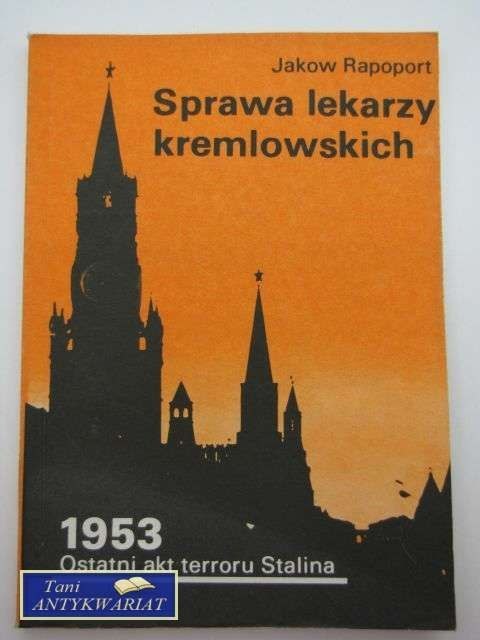 Jakow Rapoport
Sprawa lekarzy
kremlowskich
1953
Ostatni akt terroru Stalina
Tani
ANTYKWARIAT